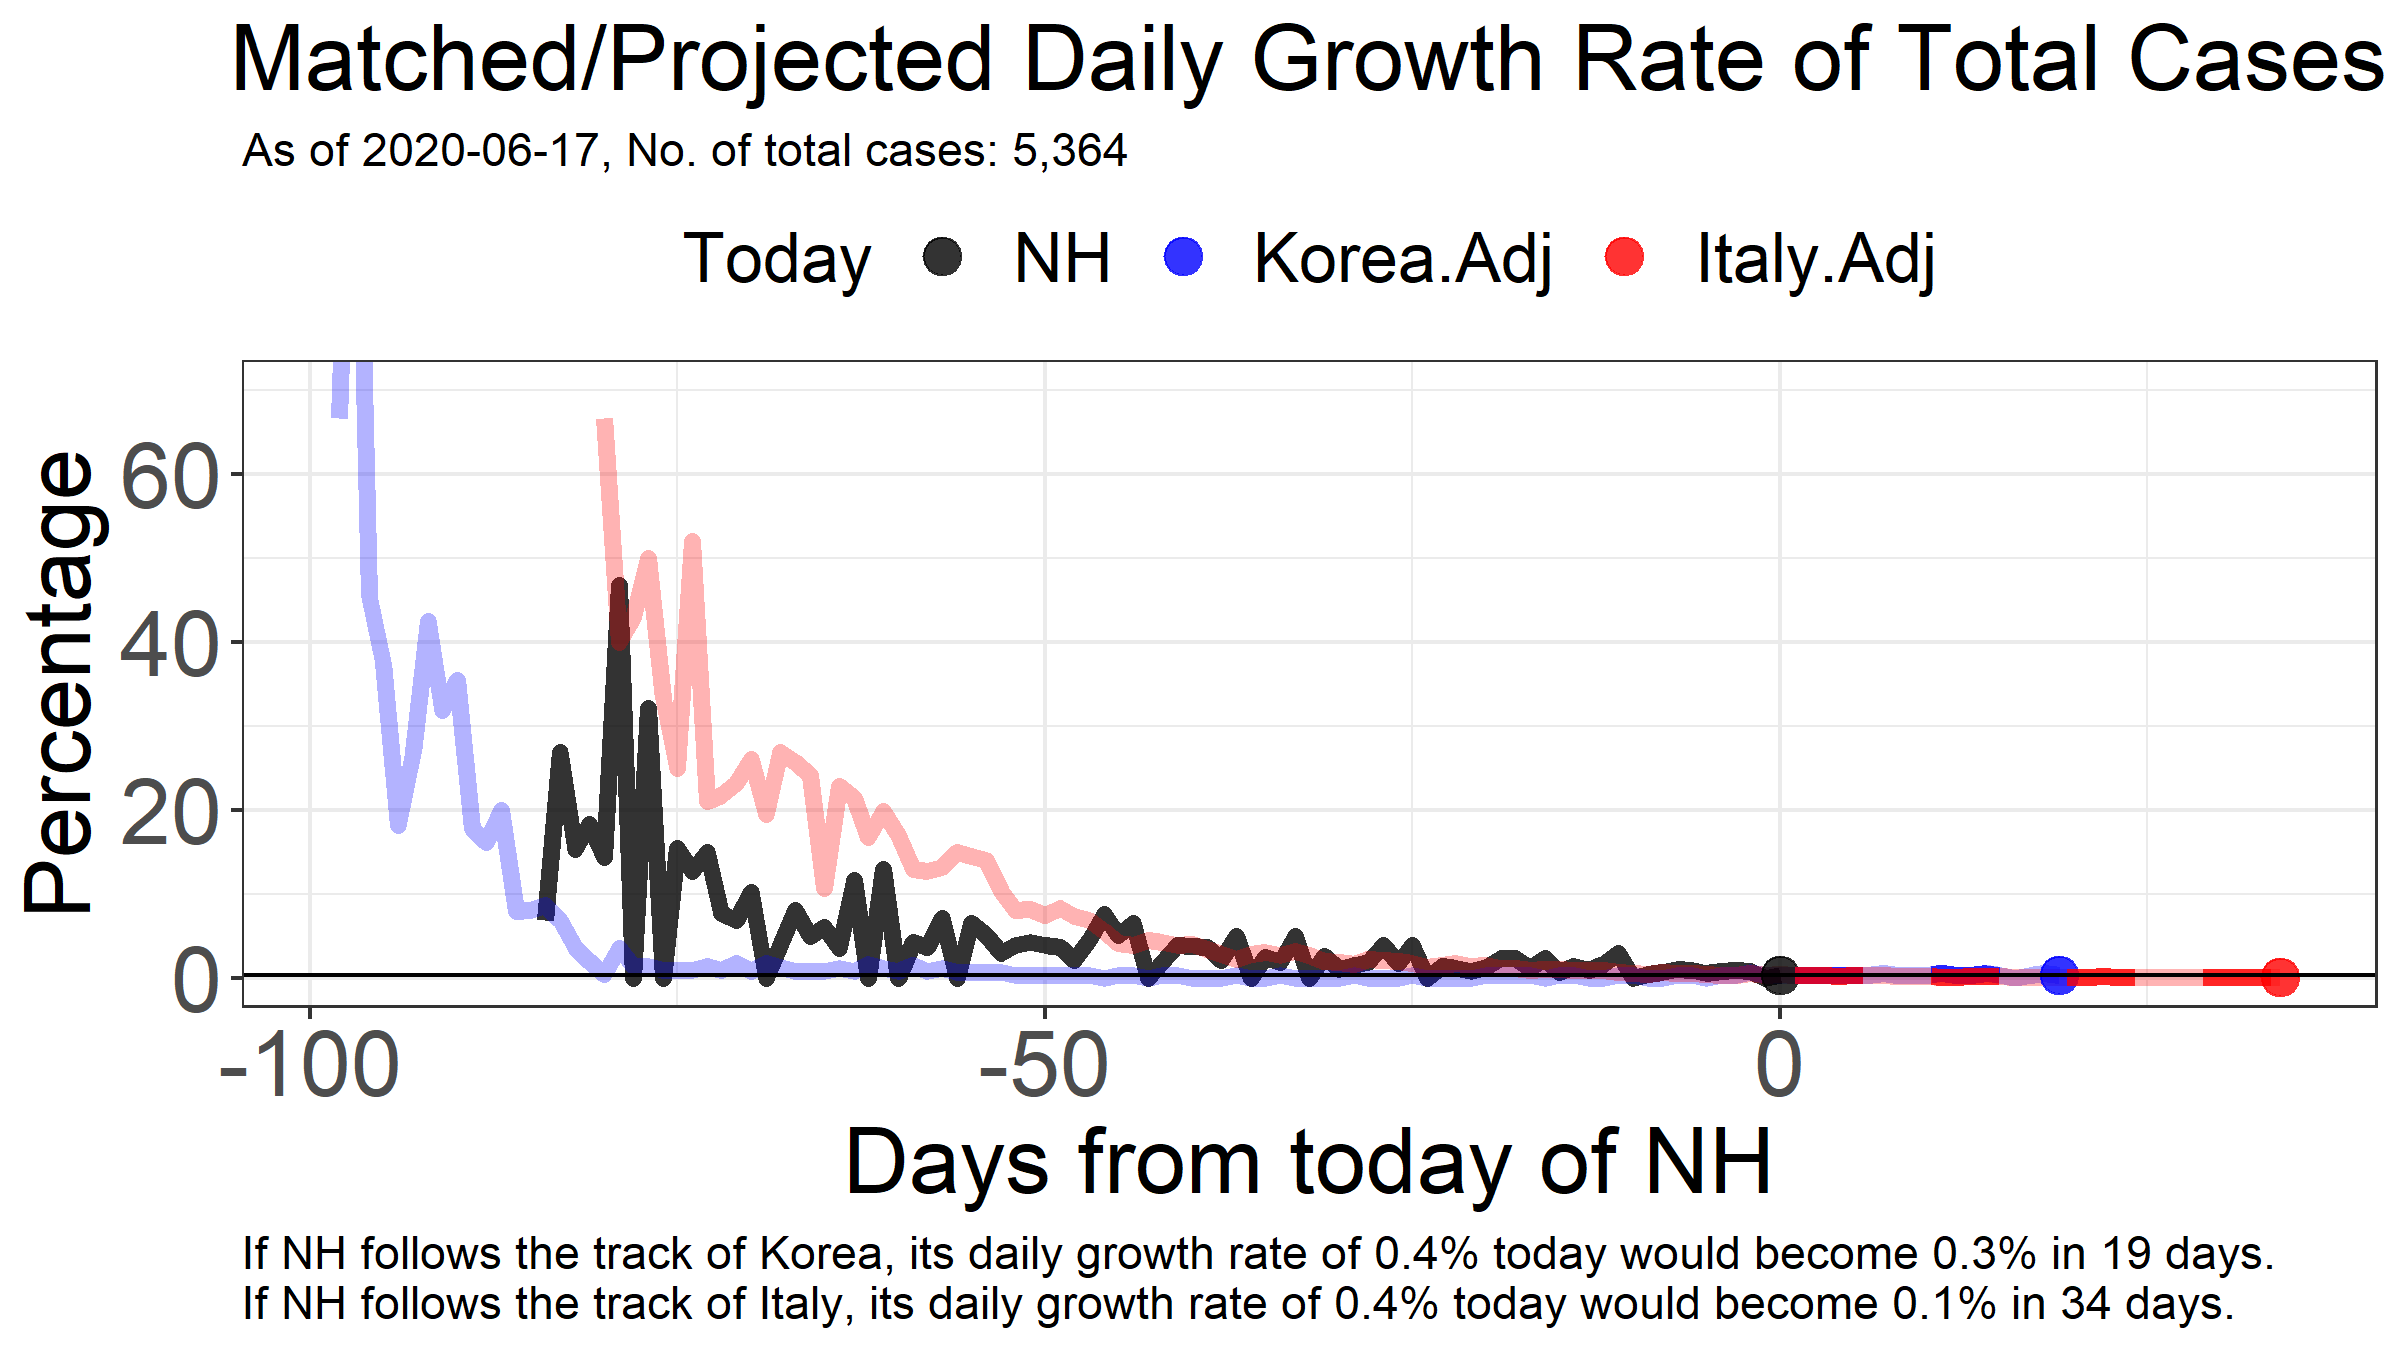 Matched/Projected Daily Growth Rate of Total Cases
As of 2020-06-17, No. of total cases: 5,364
Today NH Korea.Adj Italy.Adj
Percentage
60
40
20
0
-100 -50 0
Days from today of NH
If NH follows the track of Korea, its daily growth rate of 0.4% today would become 0.3% in 19 days.
If NH follows the track of Italy, its daily growth rate of 0.4% today would become 0.1% in 34 days.